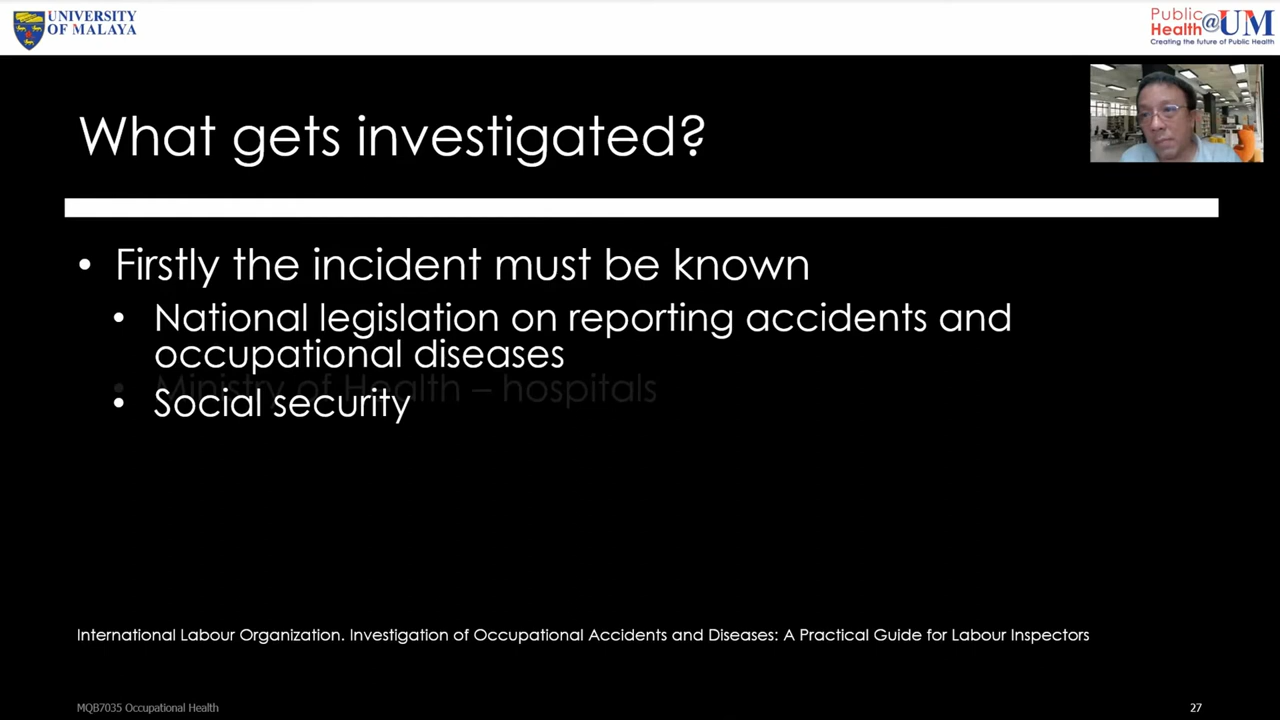 UNIVERSITY
OF MALAYA
Public
Health@UM
Creating the future of Public Health
What gets investigated?
• Firstly the incident must be known
• National legislation on reporting accidents and
occupational diseases
• Ministry of Health – hospitals
• Social security
International Labour Organization. Investigation of Occupational Accidents and Diseases: A Practical Guide for Labour Inspectors
MQB7035 Occupational Health
27